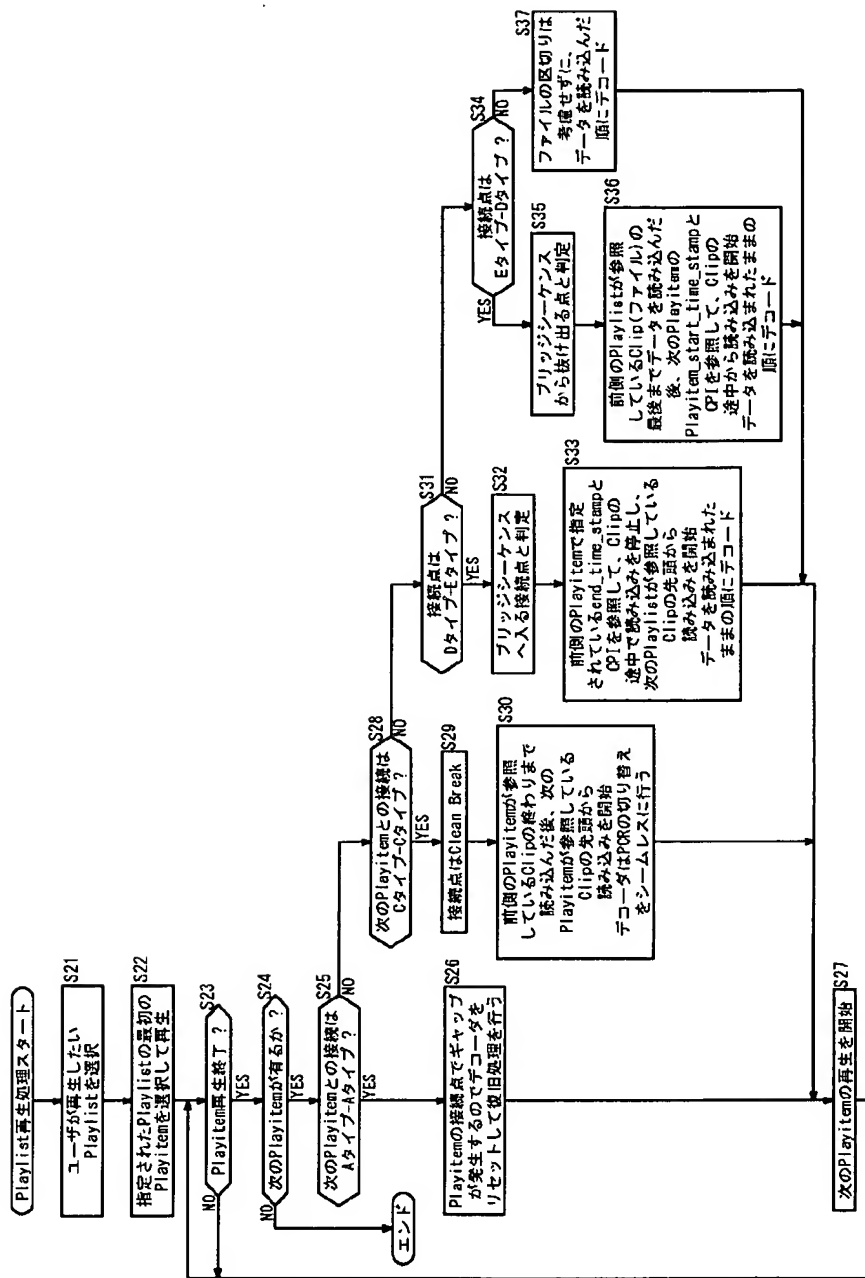 Playlist再生処理スタート
S21
ユーザが再生したい
Playlistを選択
S22
指定されたPlaylistの最初の
Playitemを選択して再生
S23
Playitem再生終了？
NO
YES
S24
次のPlayitemが有るか？
NO
YES
エンド
S25
次のPlayitemとの接続は
Aタイプ-Aタイプ？
NO
YES
S26
Playitemの接続点でギャップ
が発生するのでデコーダを
リセットして復旧処理を行う
S27
次のPlayitemの再生を開始
S28
次のPlayitemとの接続は
Cタイプ-Cタイプ？
NO
YES
S29
接続点はClean Break
S30
前側のPlayitemが参照
しているClipの終わりまで
読み込んだ後、次の
Playitemが参照している
Clipの先頭から
読み込みを開始
デコーダはPCRの切り替え
をシームレスに行う
S31
接続点は
Dタイプ-Eタイプ？
NO
YES
S32
ブリッジシーケンス
へ入る接続点と判定
S33
前側のPlayitemで指定
されているend_time_stampと
CPIを参照して、Clipの
途中で読み込みを停止し、
次のPlaylistが参照している
Clipの先頭から
読み込みを開始
データを読み込まれた
ままの順にデコード
S34
接続点は
Eタイプ-Dタイプ？
NO
YES
S35
ブリッジシーケンス
から抜け出る点と判定
S36
前側のPlaylistが参照
しているClip(ファイル)の
最後までデータを読み込んだ
後、次のPlayitemの
Playitem_start_time_stampと
CPIを参照して、Clipの
途中から読み込みを開始
データを読み込まれたままの
順にデコード
S37
ファイルの区切りは
考慮せずに、
データを読み込んだ
順にデコード